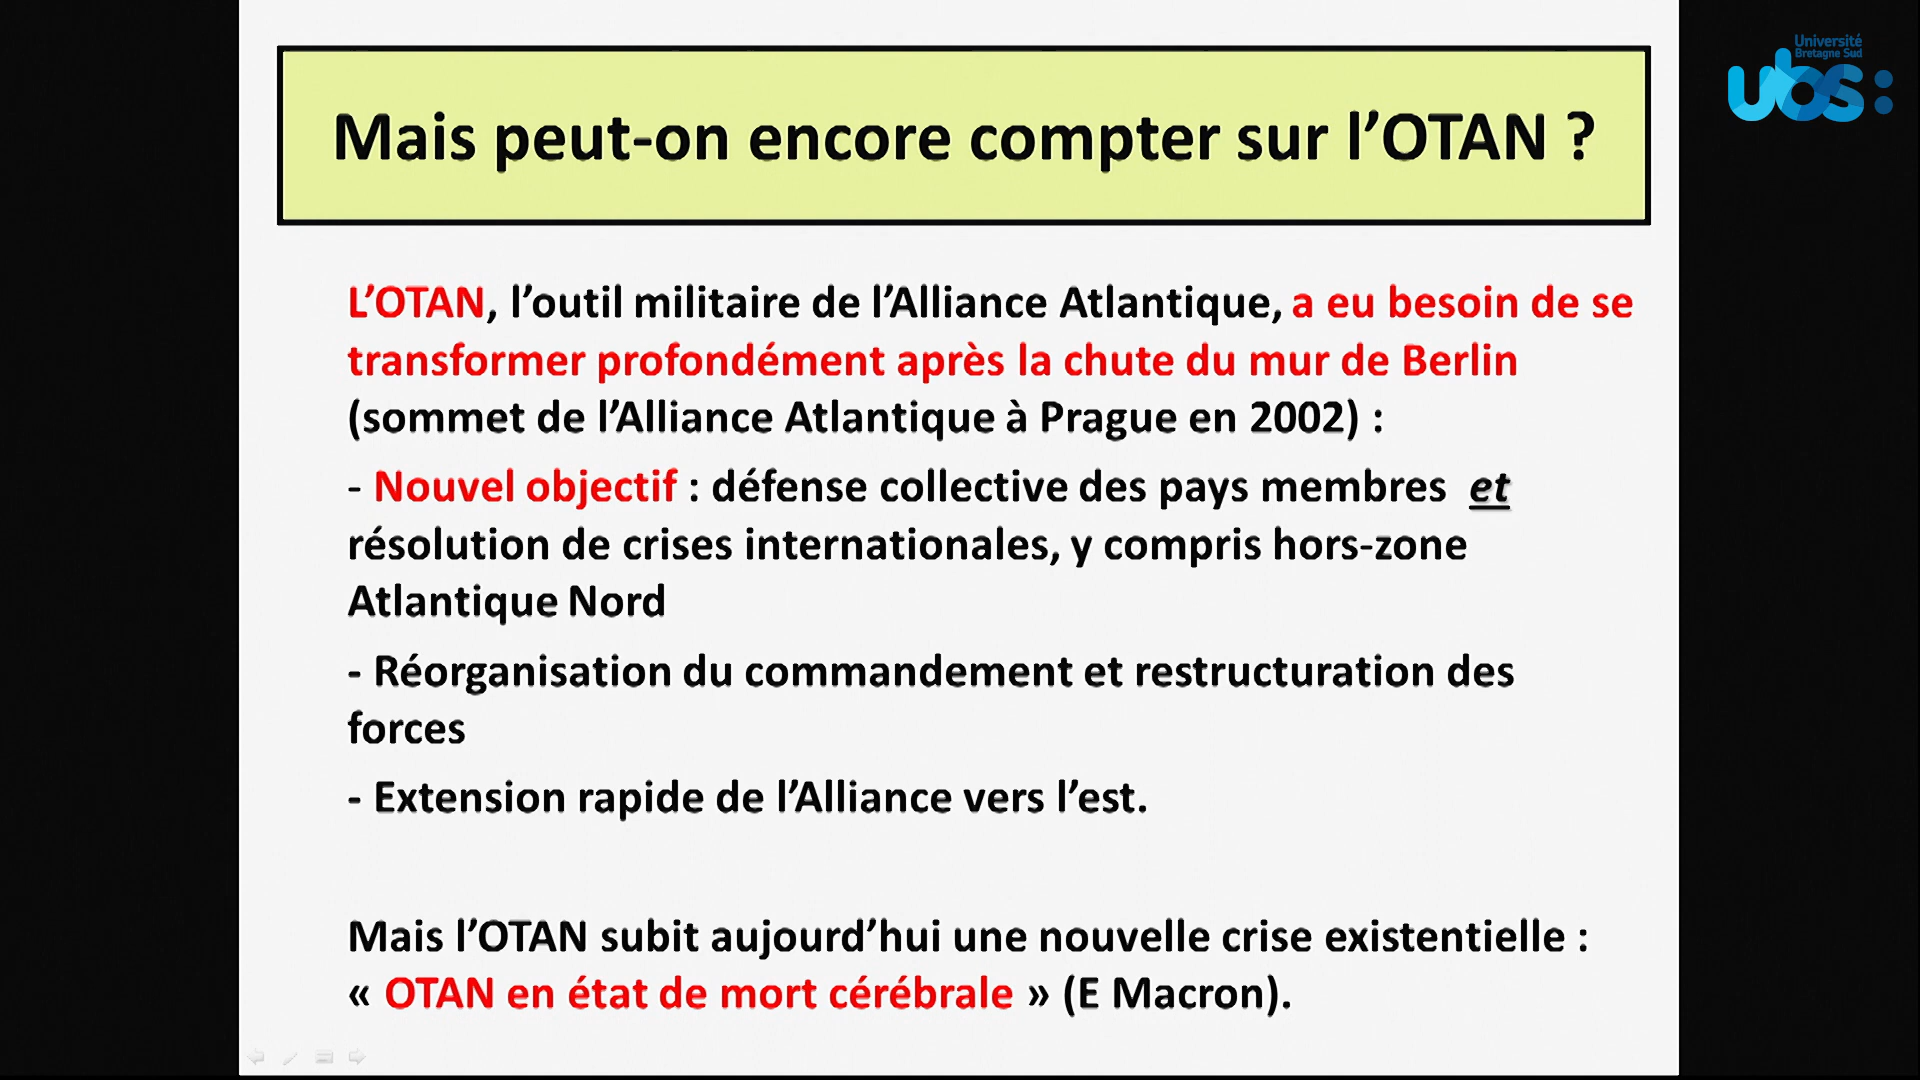 Université
Bretagne Sud
ubs:
Mais peut-on encore compter sur l’OTAN ?
L’OTAN, l’outil militaire de l’Alliance Atlantique, a eu besoin de se
transformer profondément après la chute du mur de Berlin
(sommet de l’Alliance Atlantique à Prague en 2002) :
- Nouvel objectif : défense collective des pays membres et
résolution de crises internationales, y compris hors-zone
Atlantique Nord
- Réorganisation du commandement et restructuration des
forces
- Extension rapide de l’Alliance vers l’est.
Mais l’OTAN subit aujourd’hui une nouvelle crise existentielle :
« OTAN en état de mort cérébrale » (E Macron).